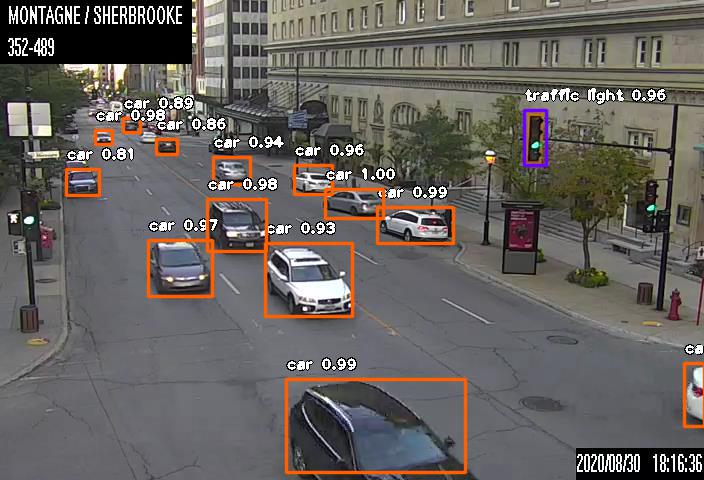 MONTAGNE / SHERBROOKE
352-489
car 0.89
car 0.98
car 0.86
traffic light 0.96
car 0.94
car 0.96
car 0.81
car 1.00
car 0.98
car 0.99
car 0.97
car 0.93
ca
car 0.99
2020/08/30 18:16:36